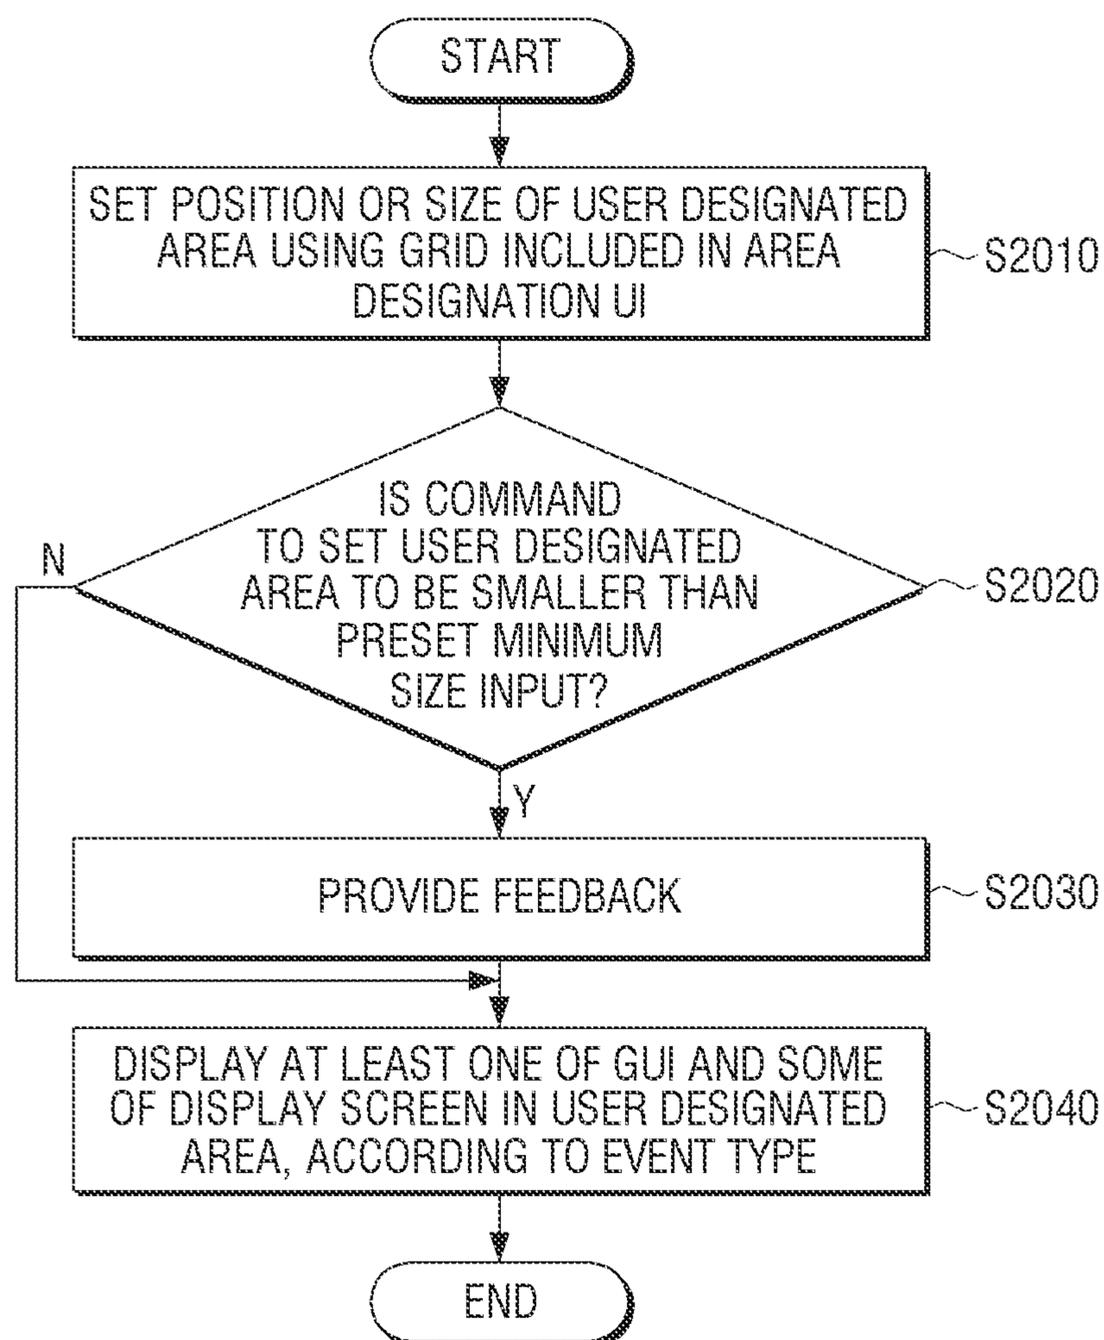 START
SET POSITION OR SIZE OF USER DESIGNATED
AREA USING GRID INCLUDED IN AREA
DESIGNATION UI
S2010
IS COMMAND
TO SET USER DESIGNATED
AREA TO BE SMALLER THAN
PRESET MINIMUM
SIZE INPUT?
N
S2020
Y
PROVIDE FEEDBACK
S2030
DISPLAY AT LEAST ONE OF GUI AND SOME
OF DISPLAY SCREEN IN USER DESIGNATED
AREA, ACCORDING TO EVENT TYPE
S2040
END